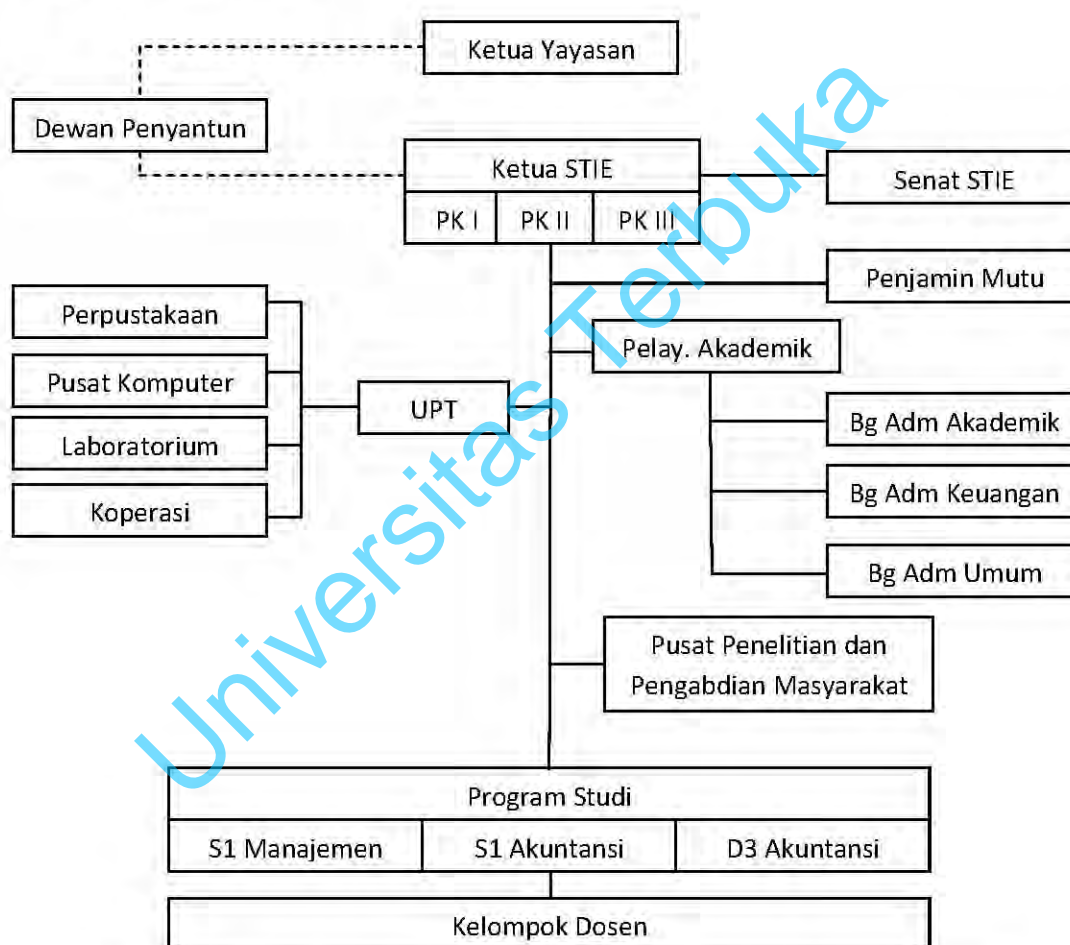 Ketua Yayasan
Dewan Penyantun
Ketua STIE
PK I
PK II
PK III
Senat STIE
Penjamin Mutu
Perpustakaan
Pusat Komputer
Laboratorium
Koperasi
UPT
Pelay. Akademik
Bg Adm Akademik
Bg Adm Keuangan
Bg Adm Umum
Pusat Penelitian dan
Pengabdian Masyarakat
Program Studi
S1 Manajemen
S1 Akuntansi
D3 Akuntansi
Kelompok Dosen
Universitas Terbuka